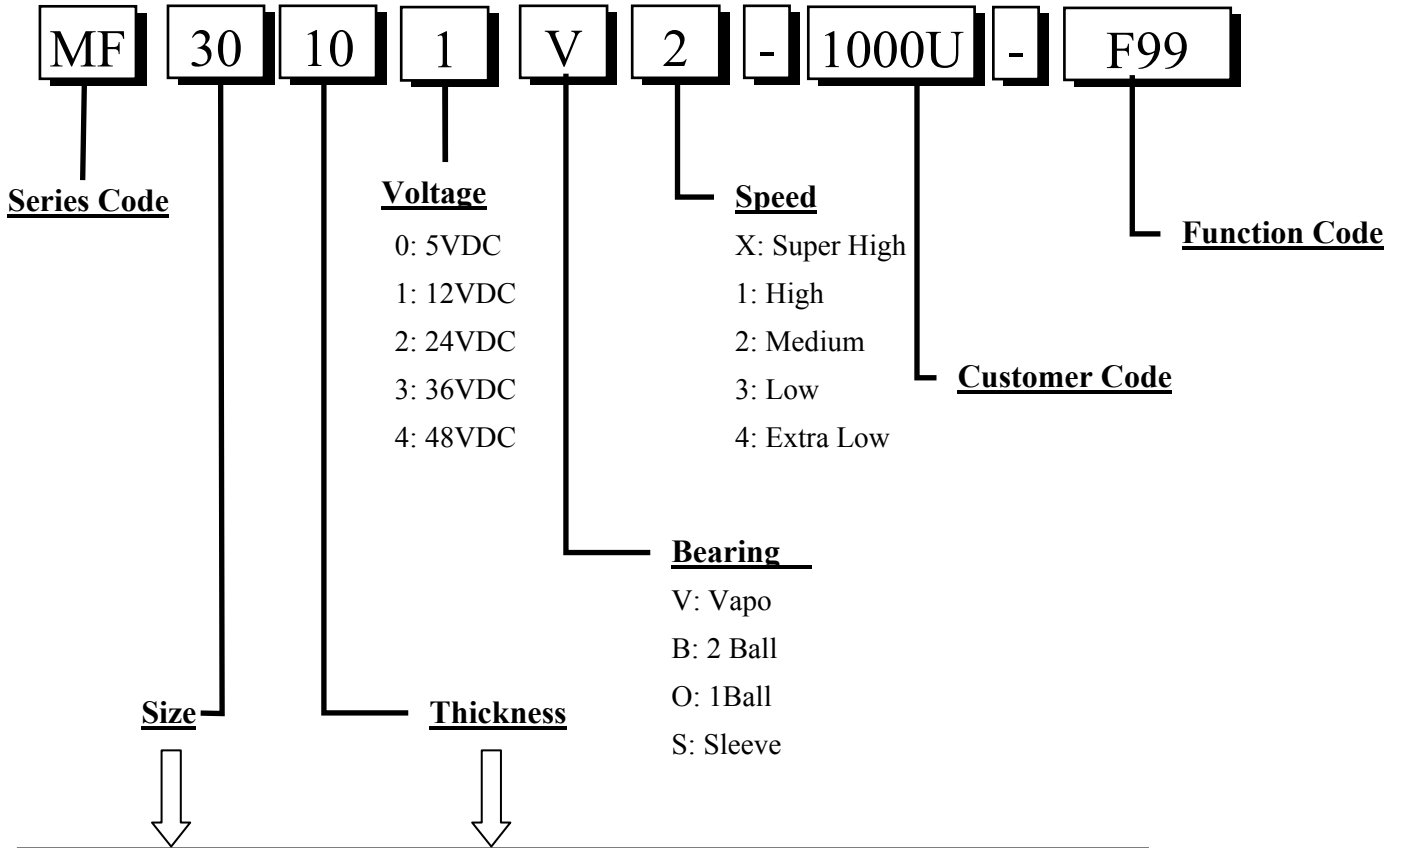 MF 30 10 1 V 2 - 1000U - F99
Series Code
Voltage
0: 5VDC
1: 12VDC
2: 24VDC
3: 36VDC
4: 48VDC
Speed
X: Super High
1: High
2: Medium
3: Low
4: Extra Low
Function Code
Customer Code
Bearing
V: Vapo
B: 2 Ball
O: 1Ball
S: Sleeve
Size
Thickness